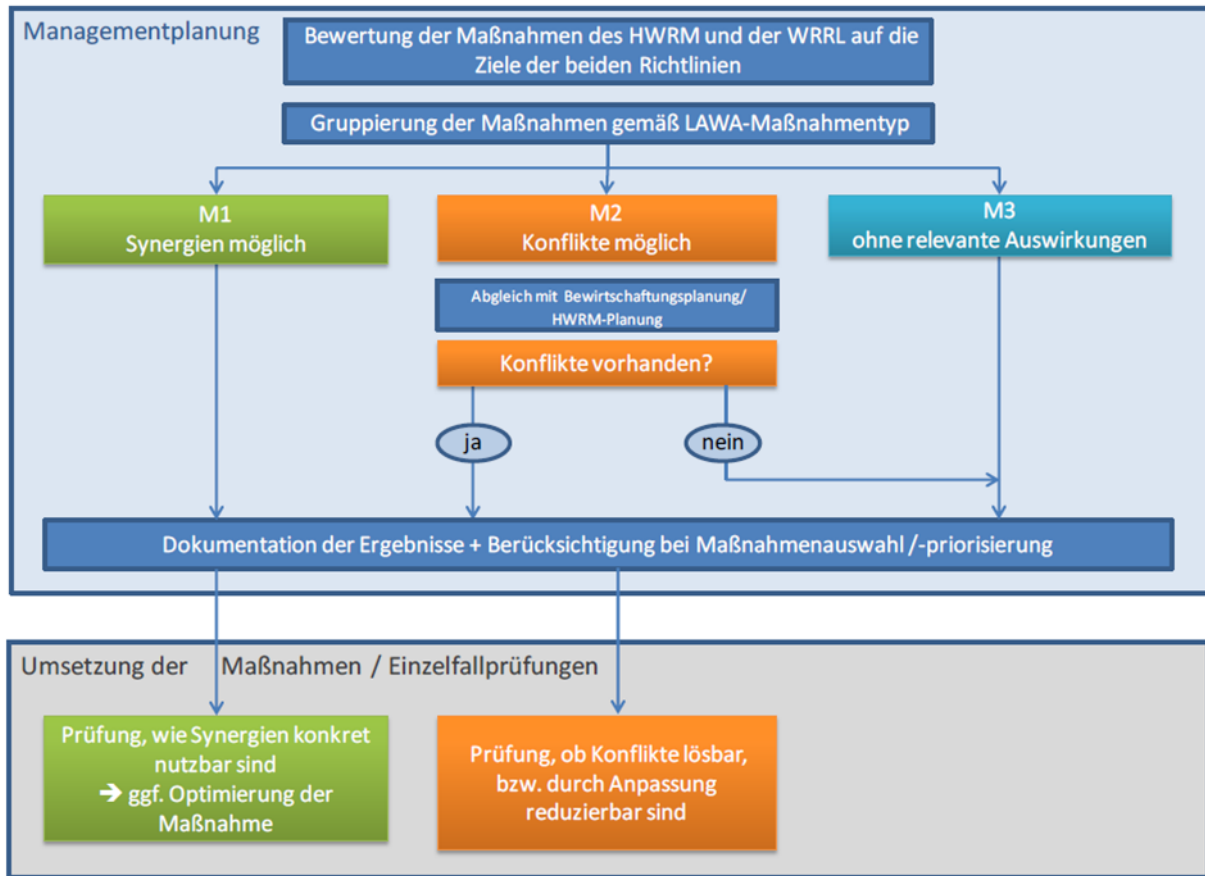 Managementplanung
Bewertung der Maßnahmen des HWRM und der WRRL auf die
Ziele der beiden Richtlinien
Gruppierung der Maßnahmen gemäß LAWA-Maßnahmentyp
M1
Synergien möglich
M2
Konflikte möglich
M3
ohne relevante Auswirkungen
Abgleich mit Bewirtschaftungsplanung/
HWRM-Planung
Konflikte vorhanden?
ja
nein
Dokumentation der Ergebnisse + Berücksichtigung bei Maßnahmenauswahl /-priorisierung
Umsetzung der Maßnahmen / Einzelfallprüfungen
Prüfung, wie Synergien konkret
nutzbar sind
➔ ggf. Optimierung der
Maßnahme
Prüfung, ob Konflikte lösbar,
bzw. durch Anpassung
reduzierbar sind